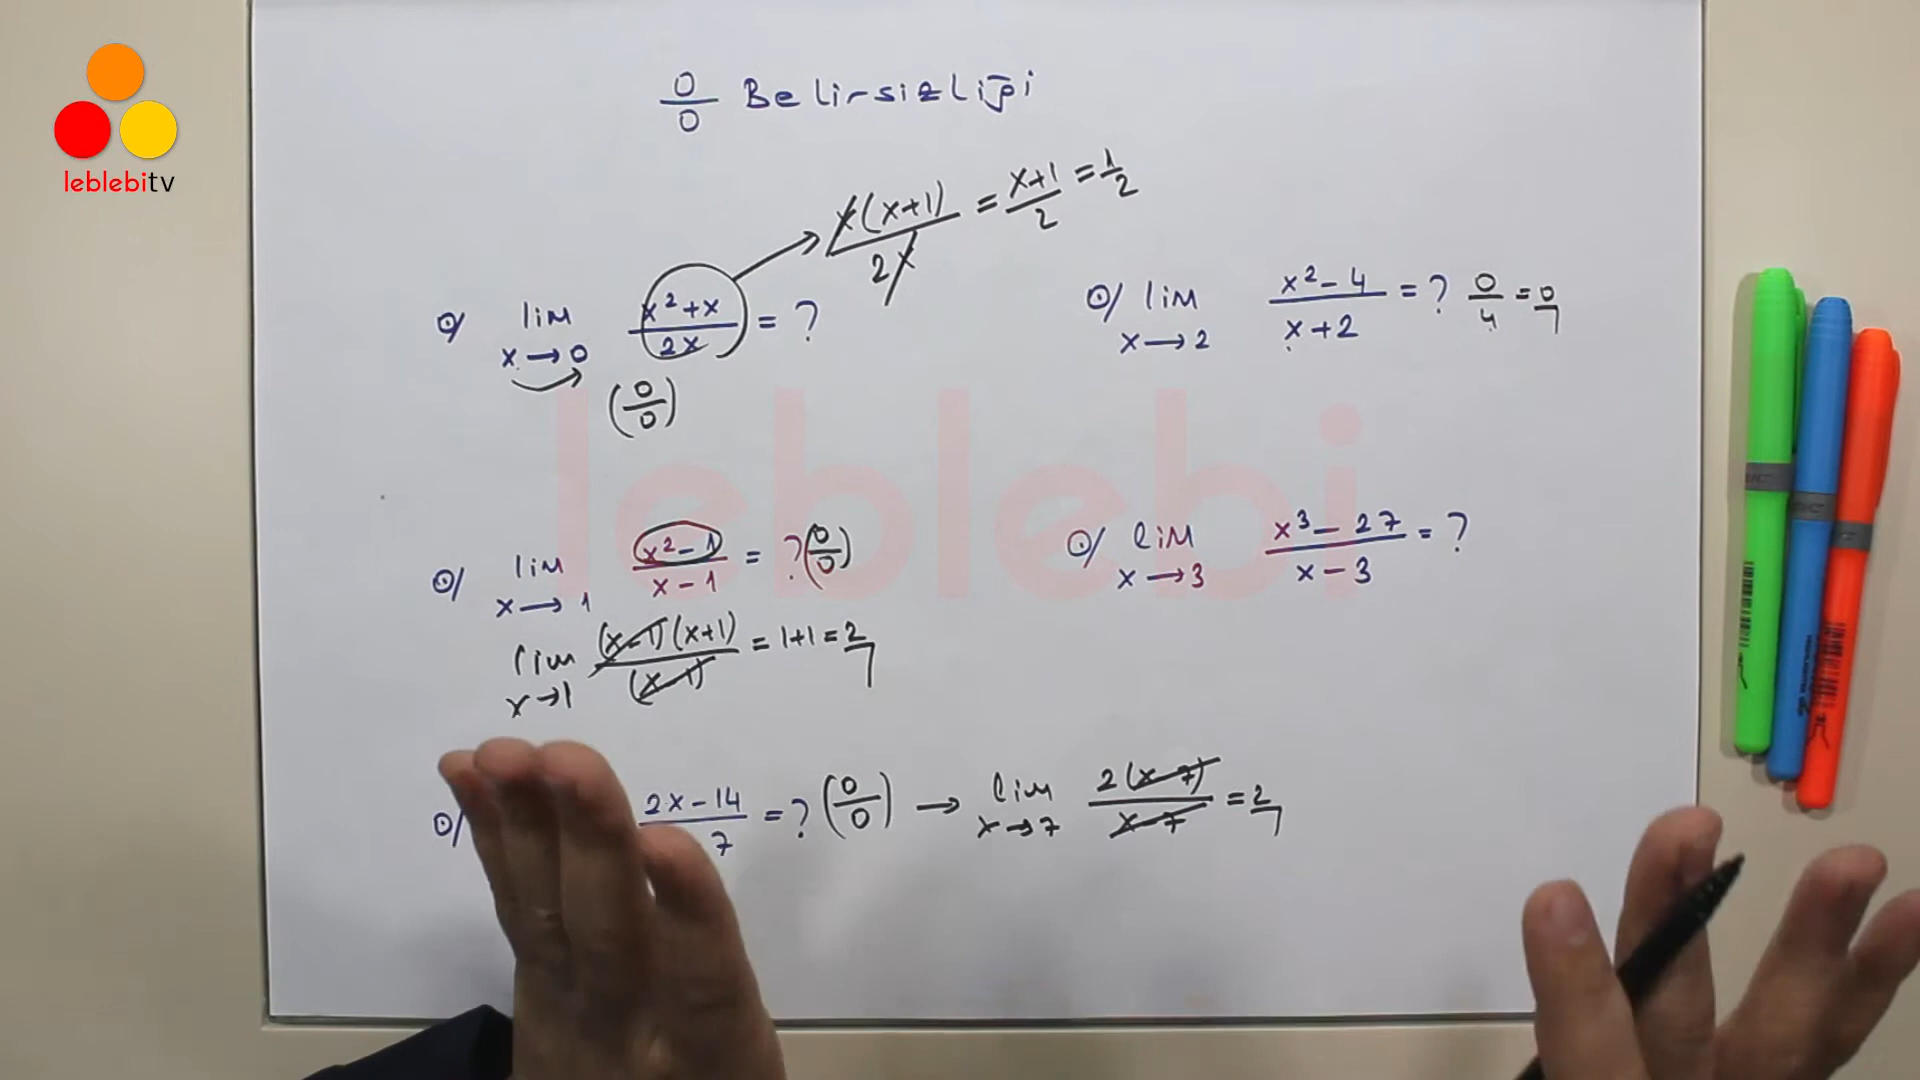 leblebitv
0/0 Belirsizliği
x(x+1)/2x = x+1/2 = 1/2
lim x→0 x²+x/2x = ?
(0/0)
lim x→2 x²-4/x+2 = ? 0/4 = 0
leblebi
lim x→1 x²-1/x-1 = ? (0/0)
lim x→1 (x-1)(x+1)/(x-1) = 1+1 = 2
lim x→3 x³-27/x-3 = ?
2x-14/7 = ? (0/0) → lim x→7 2(x-7)/x-7 = 2